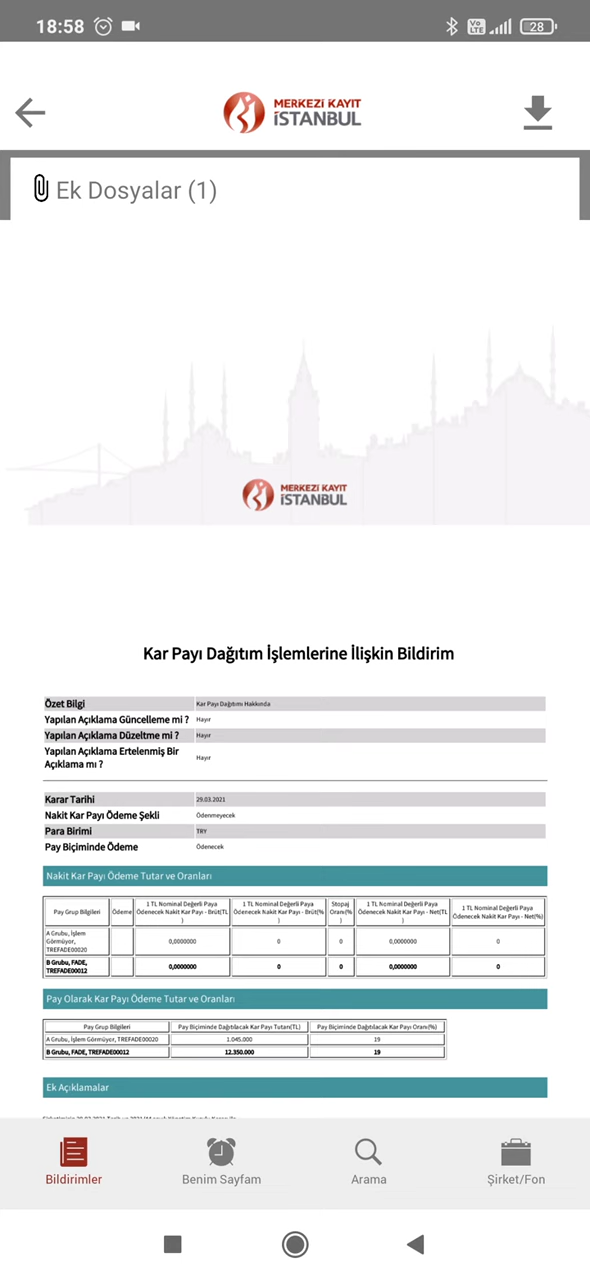 18:58
Vo LTE
28
MERKEZİ KAYIT
İSTANBUL
Ek Dosyalar (1)
MERKEZİ KAYIT
İSTANBUL
Kar Payı Dağıtım İşlemlerine İlişkin Bildirim
Özet Bilgi Kar Payı Dağıtımı Hakkında
Yapılan Açıklama Güncelleme mi ? Hayır
Yapılan Açıklama Düzeltme mi ? Hayır
Yapılan Açıklama Ertelenmiş Bir
Açıklama mı ? Hayır
Karar Tarihi 29.03.2021
Nakit Kar Payı Ödeme Şekli Ödenmeyecek
Para Birimi TRY
Pay Biçiminde Ödeme Ödenecek
Nakit Kar Payı Ödeme Tutar ve Oranları
Pay Grup Bilgileri Ödeme 1 TL Nominal Değerli Paya Ödenecek Nakit Kar Payı - Brüt(TL) 1 TL Nominal Değerli Paya Ödenecek Nakit Kar Payı - Brüt(%) Stopaj Oranı(%) 1 TL Nominal Değerli Paya Ödenecek Nakit Kar Payı - Net(TL) 1 TL Nominal Değerli Paya Ödenecek Nakit Kar Payı - Net(%)
A Grubu, İşlem Görmüyor, TREFADE00020 0,0000000 0 0 0,0000000 0
B Grubu, FADE, TREFADE00012 0,0000000 0 0 0,0000000 0
Pay Olarak Kar Payı Ödeme Tutar ve Oranları
Pay Grup Bilgileri Pay Biçiminde Dağıtılacak Kar Payı Tutarı(TL) Pay Biçiminde Dağıtılacak Kar Payı Oranı(%)
A Grubu, İşlem Görmüyor, TREFADE00020 1.045.000 19
B Grubu, FADE, TREFADE00012 12.350.000 19
Ek Açıklamalar
Bildirimler
Benim Sayfam
Arama
Şirket/Fon